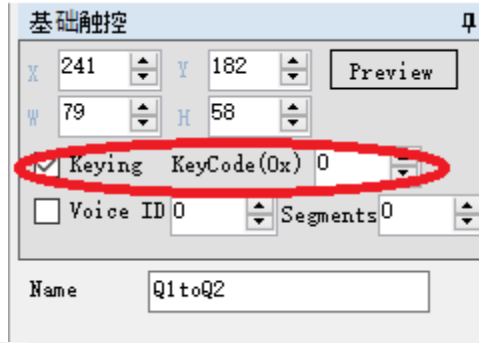 基础触控
X 241 Y 182 Preview
W 79 H 58
Keying KeyCode(0x) 0
Voice ID 0 Segments 0
Name Q1toQ2